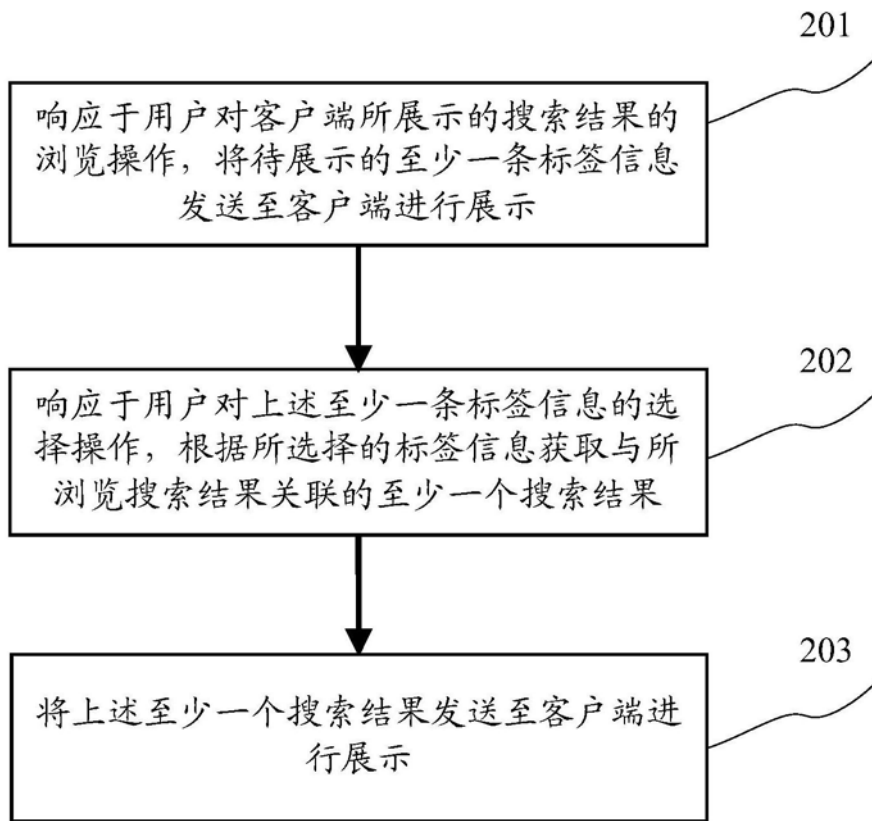 201
响应于用户对客户端所展示的搜索结果的
浏览操作，将待展示的至少一条标签信息
发送至客户端进行展示
202
响应于用户对上述至少一条标签信息的选
择操作，根据所选择的标签信息获取与所
浏览搜索结果关联的至少一个搜索结果
203
将上述至少一个搜索结果发送至客户端进
行展示